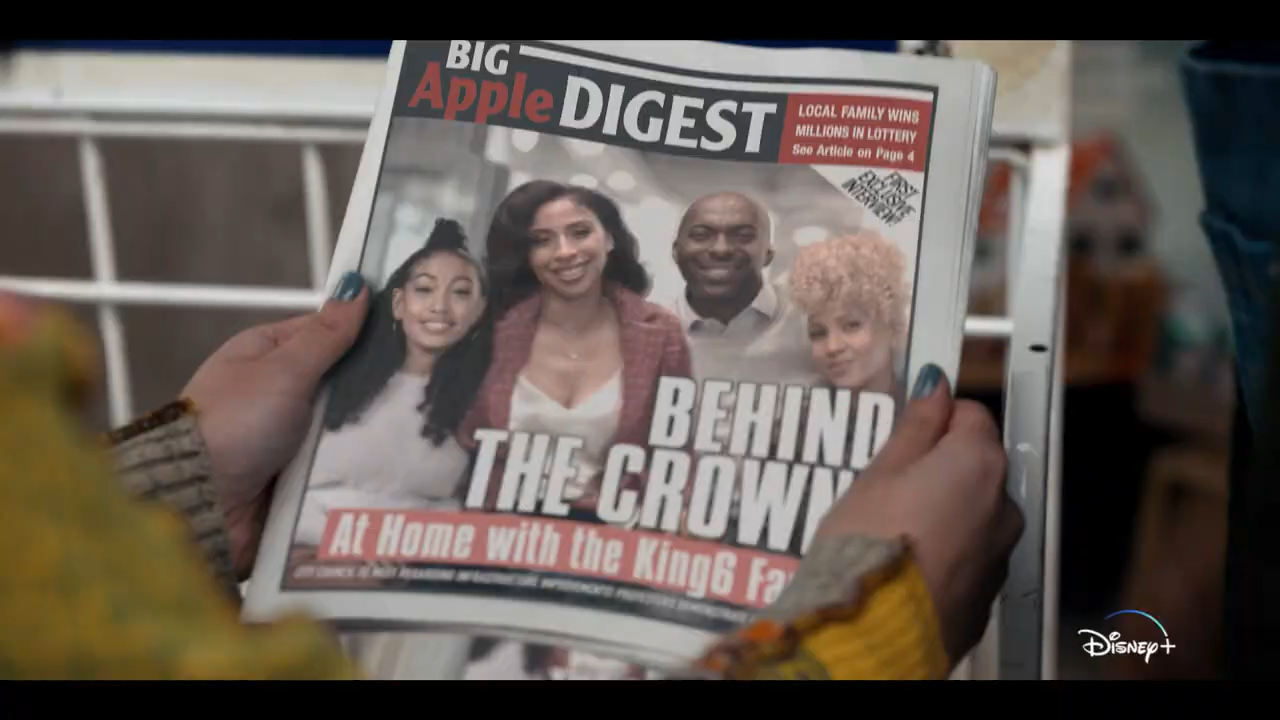 BIG
Apple DIGEST
LOCAL FAMILY WINS
MILLIONS IN LOTTERY
See Article on Page 4
FIRST
EXCLUSIVE
INTERVIEW!
BEHIND
THE CROWN
At Home with the King6 Fa
Disney+